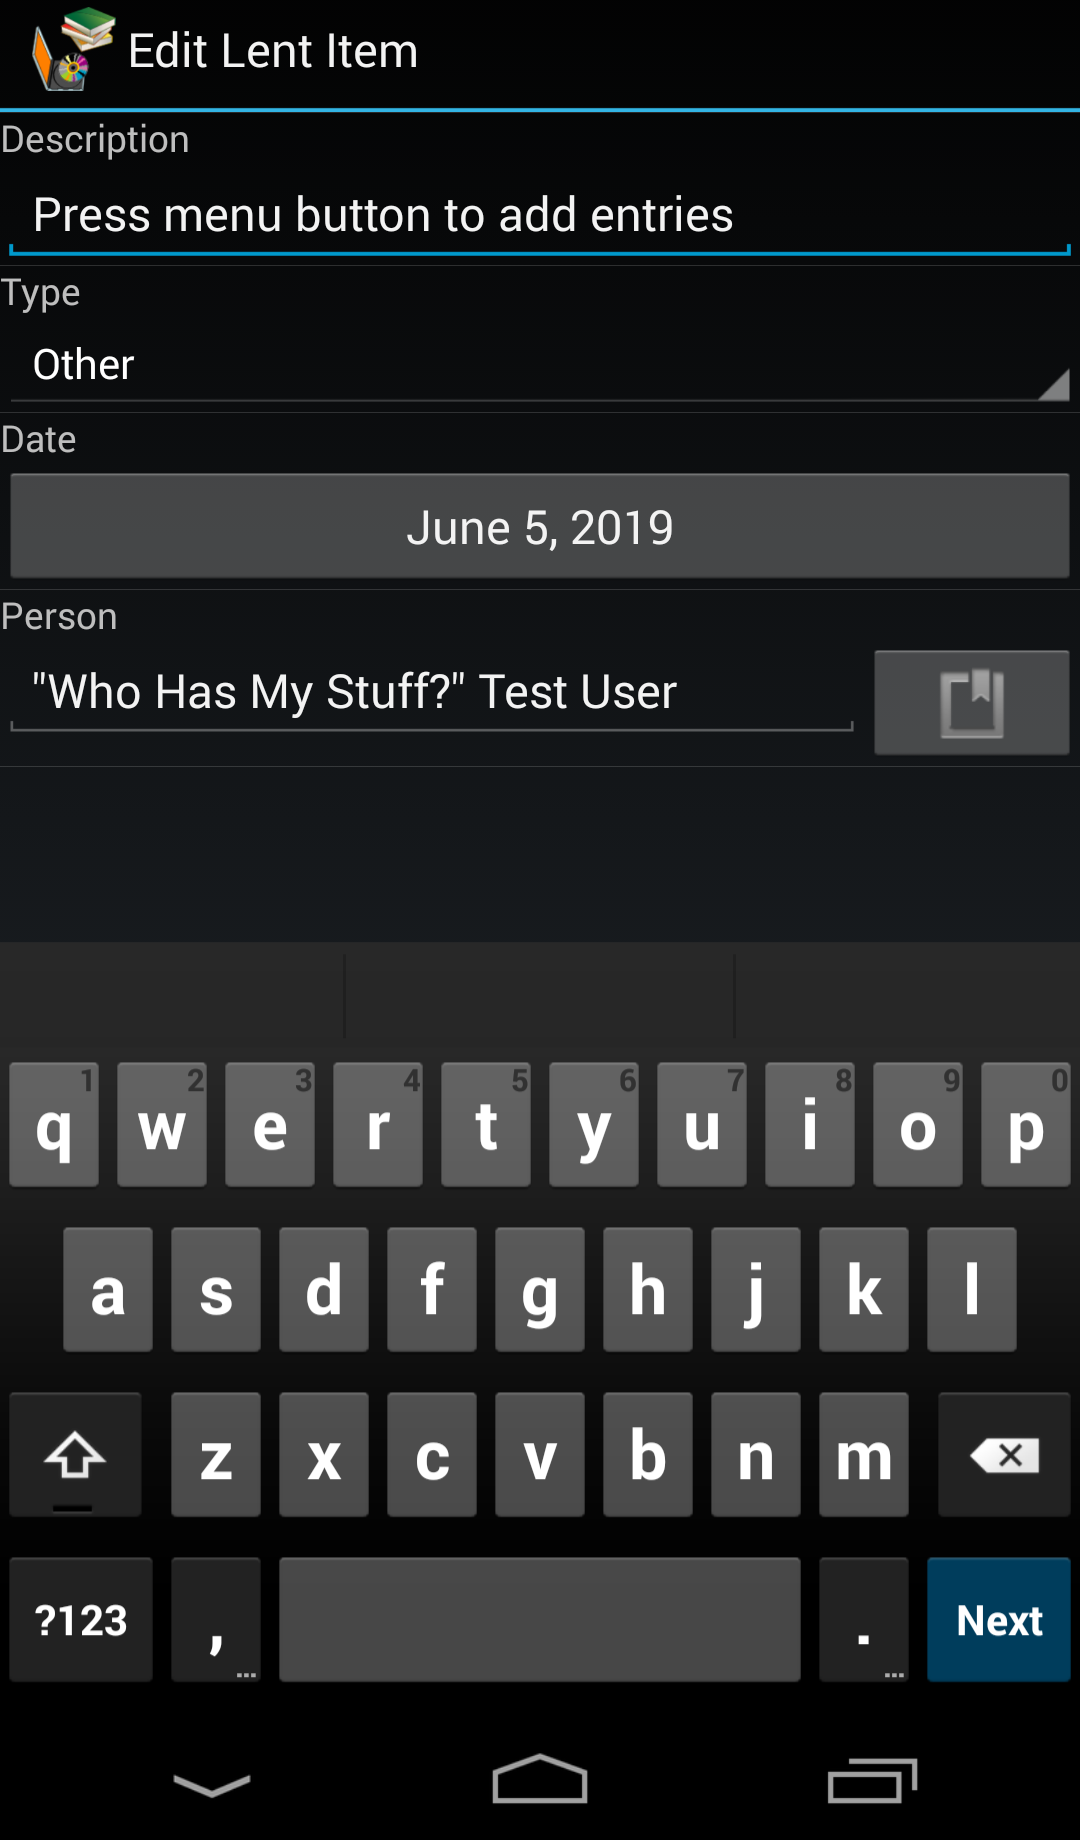 Edit Lent Item
Description
Press menu button to add entries
Type
Other
Date
June 5, 2019
Person
"Who Has My Stuff?" Test User
1 2 3 4 5 6 7 8 9 0
q w e r t y u i o p
a s d f g h j k l
z x c v b n m
?123 , ... . ... Next